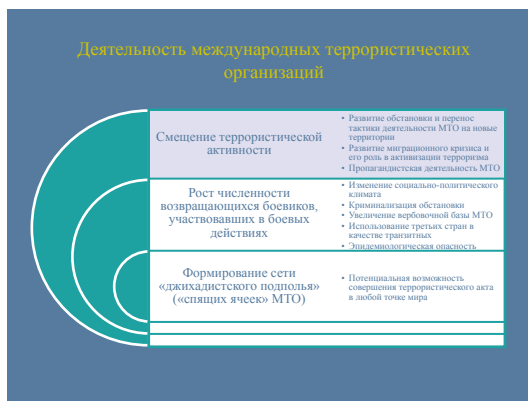 Деятельность международных террористических
организаций
Смещение террористической
активности
• Развитие обстановки и перенос
тактики деятельности МТО на новые
территории
• Развитие миграционного кризиса и
его роль в активизации терроризма
• Пропагандистская деятельность МТО
Рост численности
возвращающихся боевиков,
участвовавших в боевых
действиях
• Изменение социально-политического
климата
• Криминализация обстановки
• Увеличение вербовочной базы МТО
• Использование третьих стран в
качестве транзитных
• Эпидемиологическая опасность
Формирование сети
«джихадистского подполья»
(«спящих ячеек» МТО)
• Потенциальная возможность
совершения террористического акта
в любой точке мира